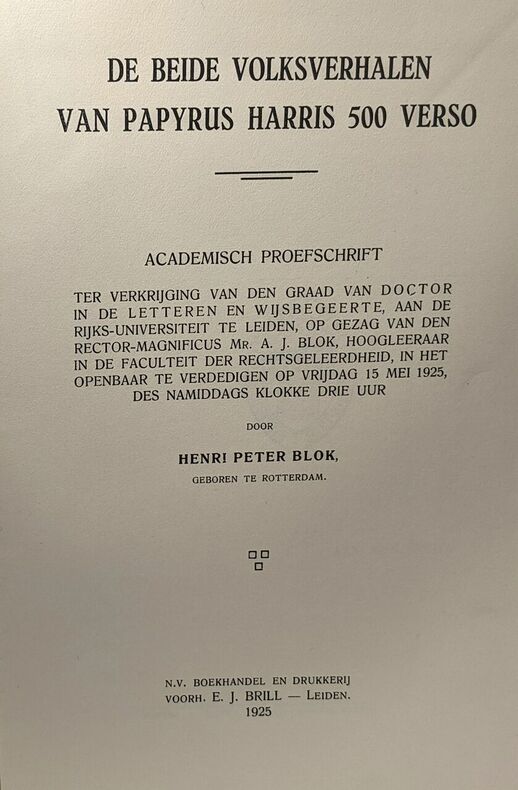 DE BEIDE VOLKSVERHALEN
VAN PAPYRUS HARRIS 500 VERSO
ACADEMISCH PROEFSCHRIFT
TER VERKRIJGING VAN DEN GRAAD VAN DOCTOR
IN DE LETTEREN EN WIJSBEGEERTE, AAN DE
RIJKS-UNIVERSITEIT TE LEIDEN, OP GEZAG VAN DEN
RECTOR-MAGNIFICUS MR. A. J. BLOK, HOOGLEERAAR
IN DE FACULTEIT DER RECHTSGELEERDHEID, IN HET
OPENBAAR TE VERDEDIGEN OP VRIJDAG 15 MEI 1925,
DES NAMIDDAGS KLOKKE DRIE UUR
DOOR
HENRI PETER BLOK,
GEBOREN TE ROTTERDAM.
N.V. BOEKHANDEL EN DRUKKERIJ
VOORH. E. J. BRILL — LEIDEN.
1925